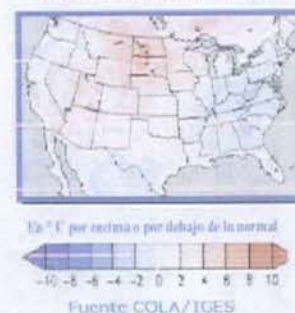 En °F por encima o por debajo de la normal
-10 -8 -6 -4 -2 0 2 4 6 8 10
Fuente COLA/IGES